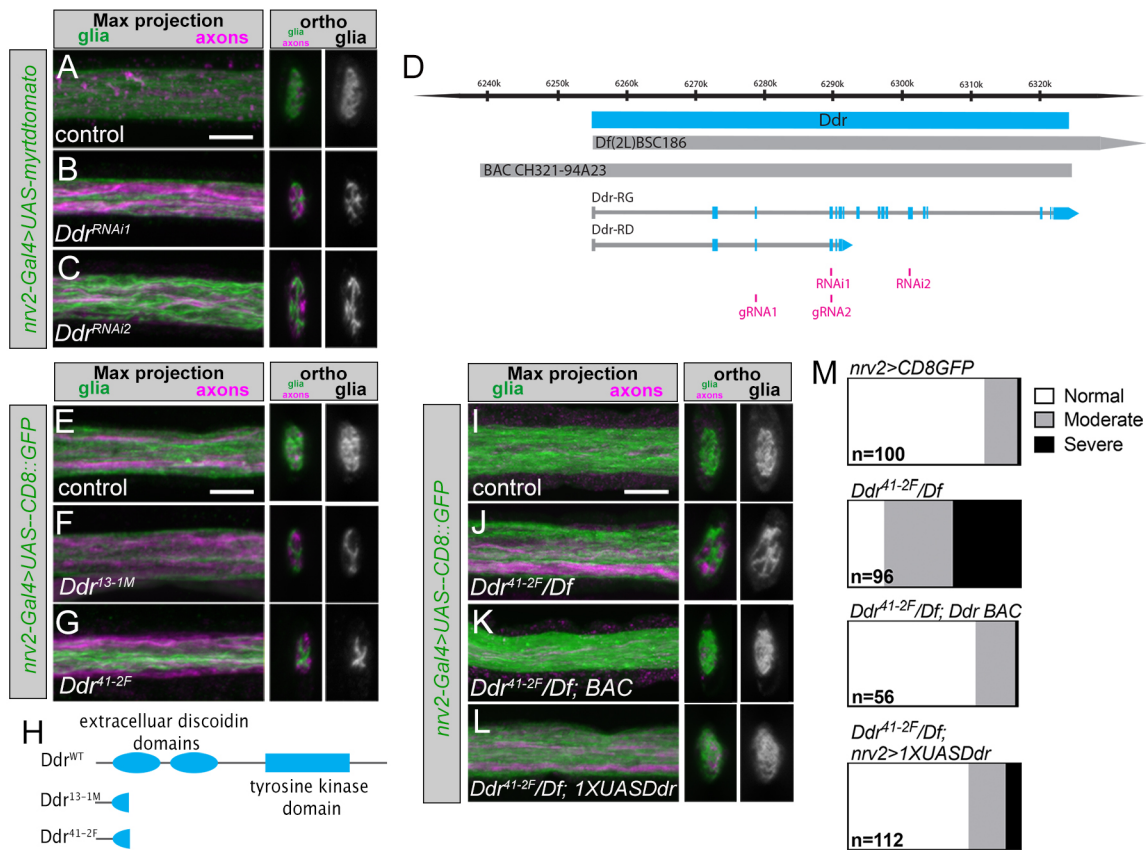 Max projection
glia axons
ortho
glia axons
glia
nrv2-Gal4>UAS-myrtdtomato
A
control
B
Ddr^RNAi1
C
Ddr^RNAi2
D
6240k 6250k 6260k 6270k 6280k 6290k 6300k 6310k 6320k
Ddr
Df(2L)BSC186
BAC CH321-94A23
Ddr-RG
Ddr-RD
RNAi1 RNAi2
gRNA1 gRNA2
Max projection
glia axons
ortho
glia axons
glia
nrv2-Gal4>UAS--CD8::GFP
E
control
F
Ddr^13-1M
G
Ddr^41-2F
H
extracelluar discoidin
domains
Ddr^WT
tyrosine kinase
domain
Ddr^13-1M
Ddr^41-2F
Max projection
glia axons
ortho
glia axons
glia
nrv2-Gal4>UAS--CD8::GFP
I
control
J
Ddr^41-2F/Df
K
Ddr^41-2F/Df; BAC
L
Ddr^41-2F/Df; 1XUASDdr
M
nrv2>CD8GFP
n=100
Normal
Moderate
Severe
Ddr^41-2F/Df
n=96
Ddr^41-2F/Df; Ddr BAC
n=56
Ddr^41-2F/Df;
nrv2>1XUASDdr
n=112